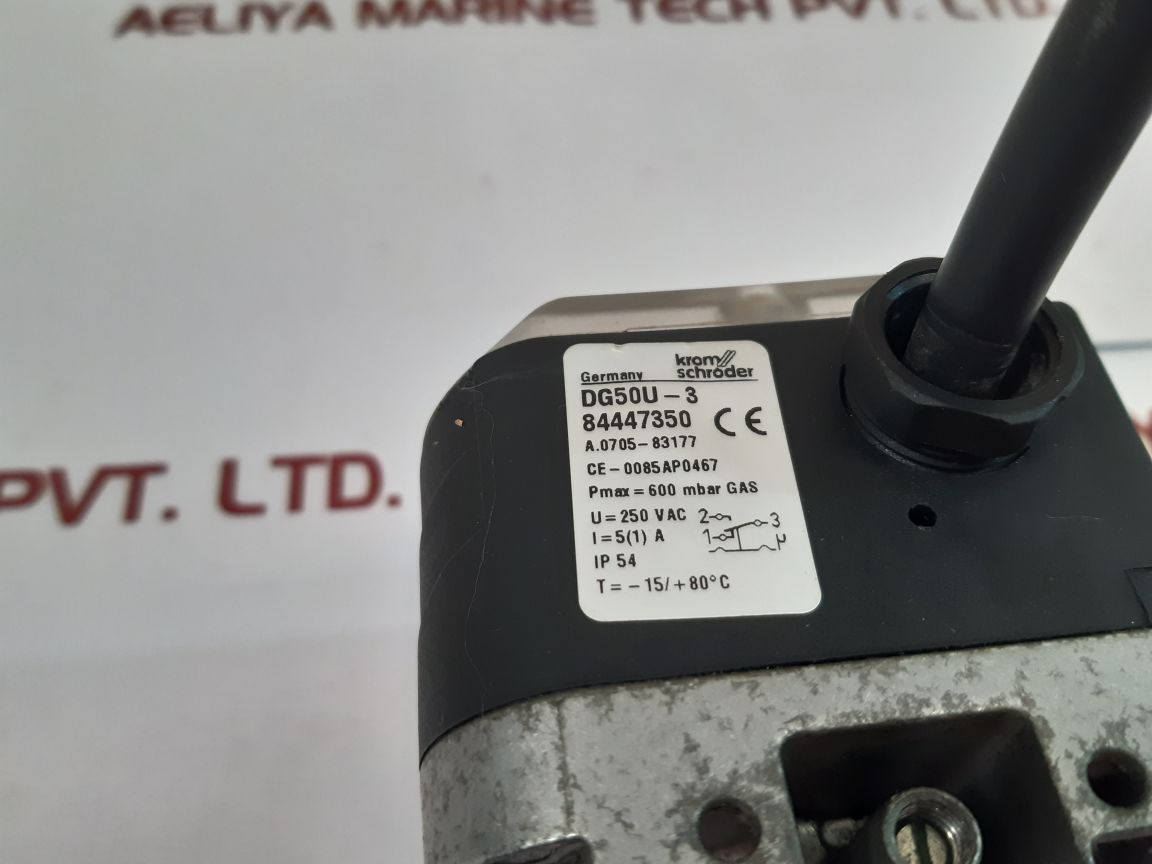 AELIYA MARINE TECH PVT. LTD.
PVT. LTD.
krom
schröder
Germany
DG50U-3
84447350 CE
A.0705-83177
CE-0085AP0467
Pmax = 600 mbar GAS
U = 250 VAC 2 3
I = 5(1) A 1
IP 54
T = -15/+80°C